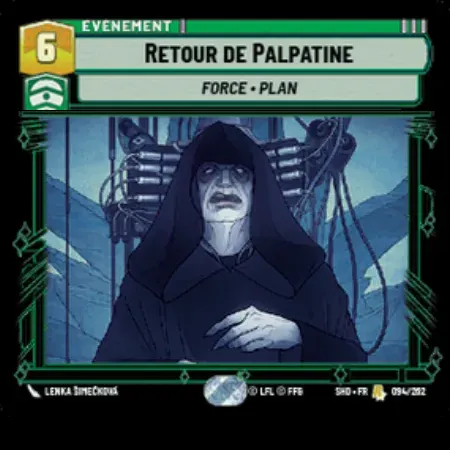 EVENEMENT
6
RETOUR DE PALPATINE
FORCE • PLAN
LENKA ŠIMEČKOVÁ
© LFL © FFG
SHD • FR
094/262